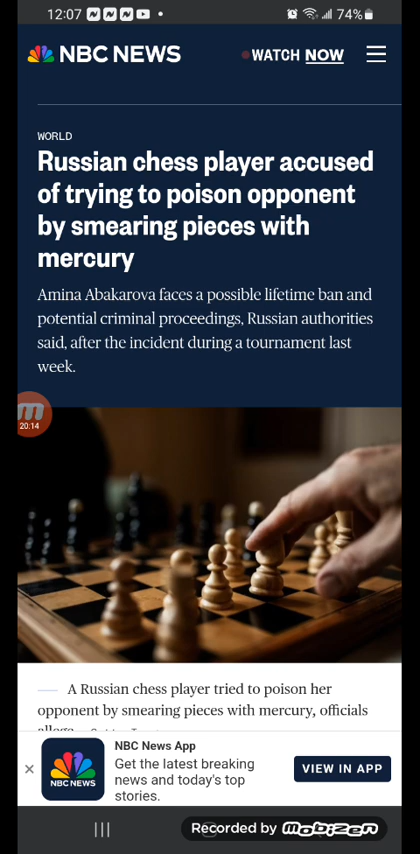 12:07 74%
NBC NEWS WATCH NOW
WORLD
Russian chess player accused
of trying to poison opponent
by smearing pieces with
mercury
Amina Abakarova faces a possible lifetime ban and
potential criminal proceedings, Russian authorities
said, after the incident during a tournament last
week.
20:14
A Russian chess player tried to poison her
opponent by smearing pieces with mercury, officials
NBC News App
Get the latest breaking
news and today's top
stories.
VIEW IN APP
NBC NEWS
Recorded by mobizen